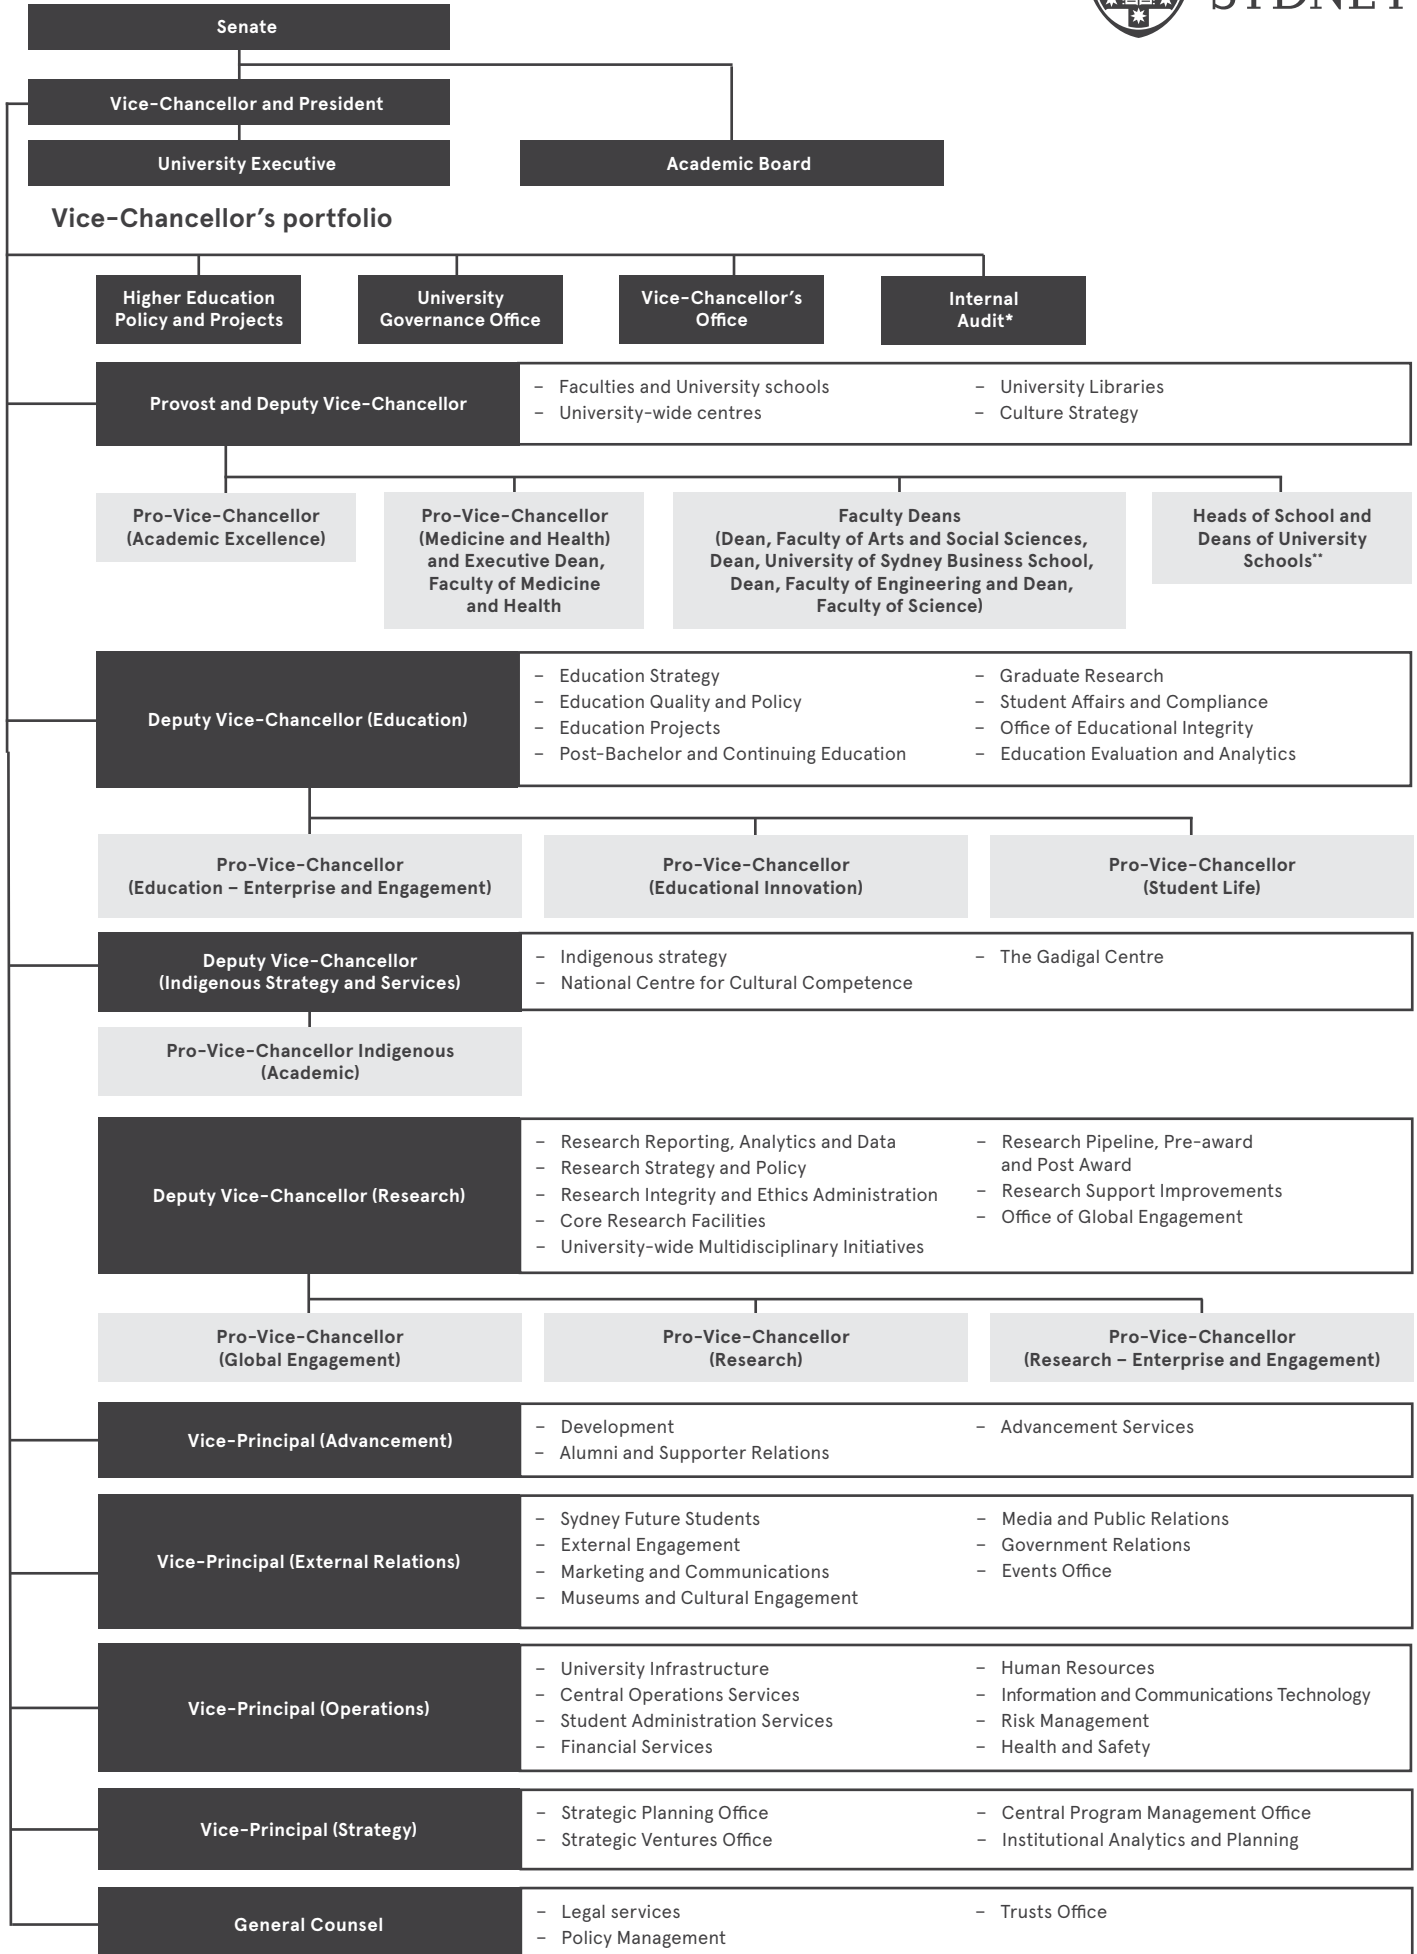 SYDNEY
Senate
Vice-Chancellor and President
University Executive
Academic Board
Vice-Chancellor's portfolio
Higher Education
Policy and Projects
University
Governance Office
Vice-Chancellor's
Office
Internal
Audit*
Provost and Deputy Vice-Chancellor
– Faculties and University schools
– University-wide centres
– University Libraries
– Culture Strategy
Pro-Vice-Chancellor
(Academic Excellence)
Pro-Vice-Chancellor
(Medicine and Health)
and Executive Dean,
Faculty of Medicine
and Health
Faculty Deans
(Dean, Faculty of Arts and Social Sciences,
Dean, University of Sydney Business School,
Dean, Faculty of Engineering and Dean,
Faculty of Science)
Heads of School and
Deans of University
Schools**
Deputy Vice-Chancellor (Education)
– Education Strategy
– Education Quality and Policy
– Education Projects
– Post-Bachelor and Continuing Education
– Graduate Research
– Student Affairs and Compliance
– Office of Educational Integrity
– Education Evaluation and Analytics
Pro-Vice-Chancellor
(Education – Enterprise and Engagement)
Pro-Vice-Chancellor
(Educational Innovation)
Pro-Vice-Chancellor
(Student Life)
Deputy Vice-Chancellor
(Indigenous Strategy and Services)
– Indigenous strategy
– National Centre for Cultural Competence
– The Gadigal Centre
Pro-Vice-Chancellor Indigenous
(Academic)
Deputy Vice-Chancellor (Research)
– Research Reporting, Analytics and Data
– Research Strategy and Policy
– Research Integrity and Ethics Administration
– Core Research Facilities
– University-wide Multidisciplinary Initiatives
– Research Pipeline, Pre-award
and Post Award
– Research Support Improvements
– Office of Global Engagement
Pro-Vice-Chancellor
(Global Engagement)
Pro-Vice-Chancellor
(Research)
Pro-Vice-Chancellor
(Research – Enterprise and Engagement)
Vice-Principal (Advancement)
– Development
– Alumni and Supporter Relations
– Advancement Services
Vice-Principal (External Relations)
– Sydney Future Students
– External Engagement
– Marketing and Communications
– Museums and Cultural Engagement
– Media and Public Relations
– Government Relations
– Events Office
Vice-Principal (Operations)
– University Infrastructure
– Central Operations Services
– Student Administration Services
– Financial Services
– Human Resources
– Information and Communications Technology
– Risk Management
– Health and Safety
Vice-Principal (Strategy)
– Strategic Planning Office
– Strategic Ventures Office
– Central Program Management Office
– Institutional Analytics and Planning
General Counsel
– Legal services
– Policy Management
– Trusts Office